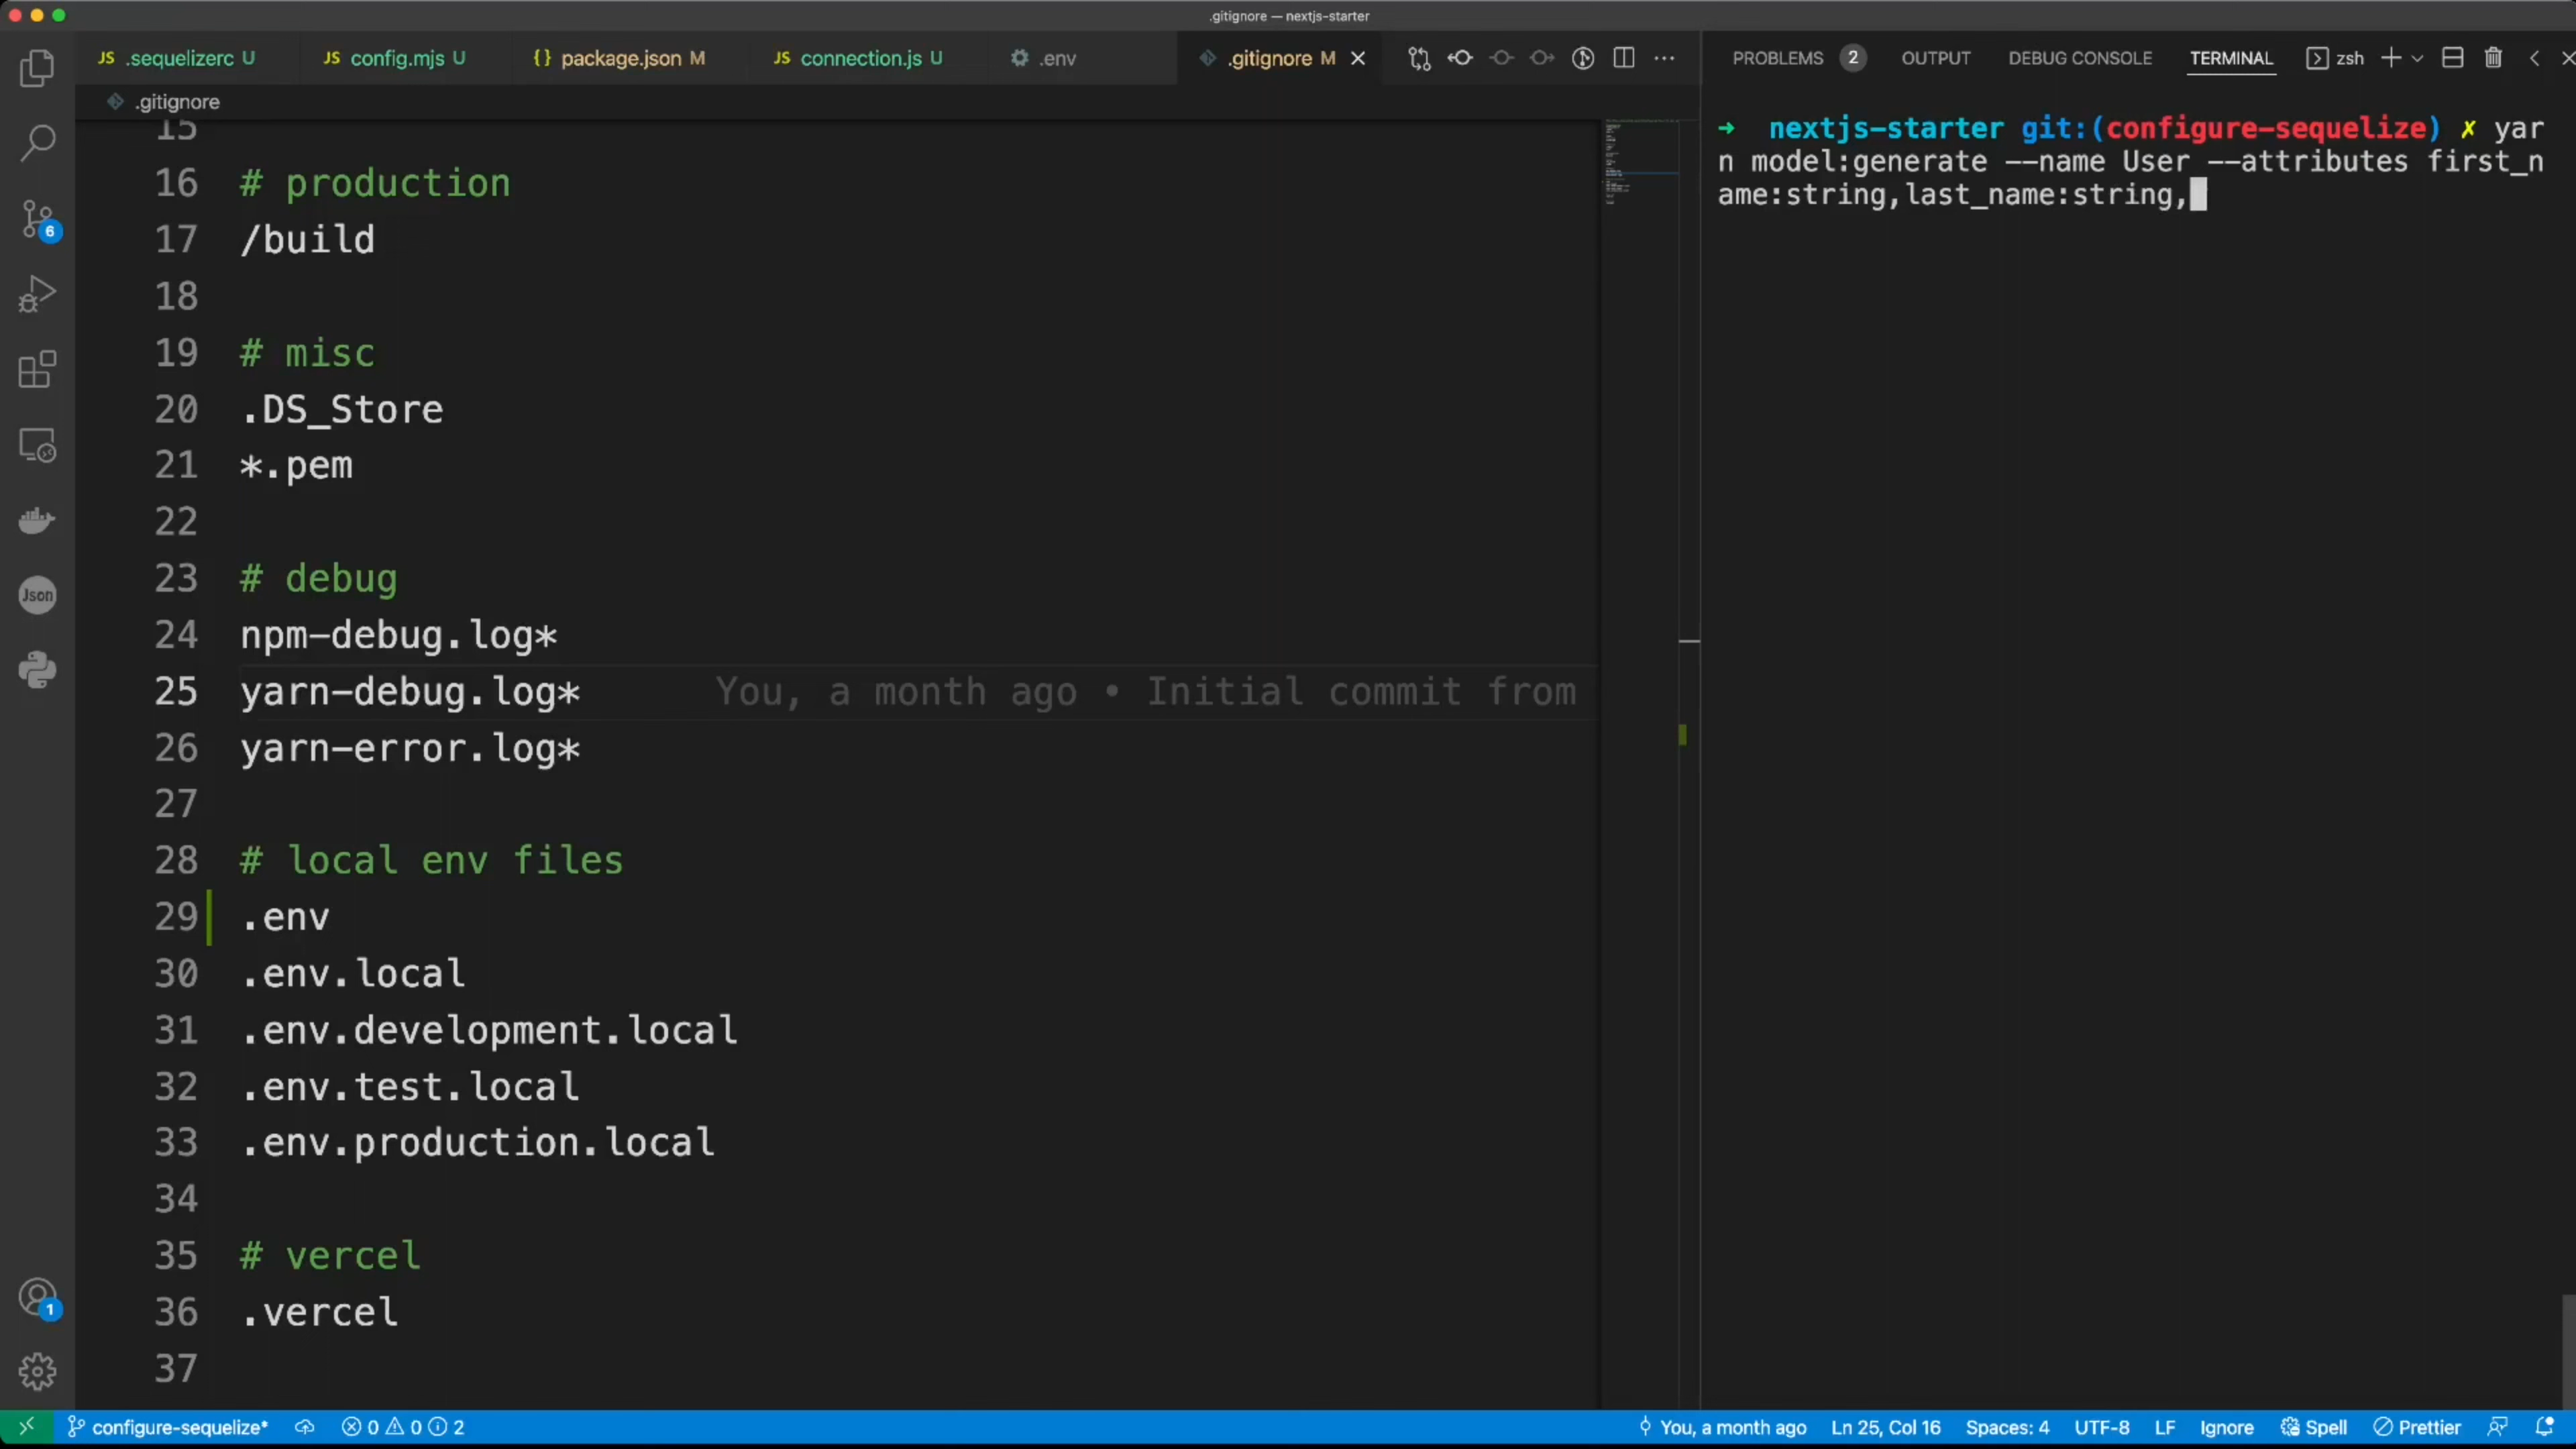 .gitignore — nextjs-starter
JS .sequelizerc U
JS config.mjs U
{} package.json M
JS connection.js U
.env
.gitignore M
PROBLEMS 2
OUTPUT
DEBUG CONSOLE
TERMINAL
zsh
.gitignore
15
16 # production
17 /build
18
19 # misc
20 .DS_Store
21 *.pem
22
23 # debug
24 npm-debug.log*
25 yarn-debug.log* You, a month ago • Initial commit from
26 yarn-error.log*
27
28 # local env files
29 .env
30 .env.local
31 .env.development.local
32 .env.test.local
33 .env.production.local
34
35 # vercel
36 .vercel
37
→ nextjs-starter git:(configure-sequelize) ✗ yar
n model:generate --name User --attributes first_n
ame:string,last_name:string,
6
Json
1
configure-sequelize* 0 0 2
You, a month ago Ln 25, Col 16 Spaces: 4 UTF-8 LF Ignore Spell Prettier